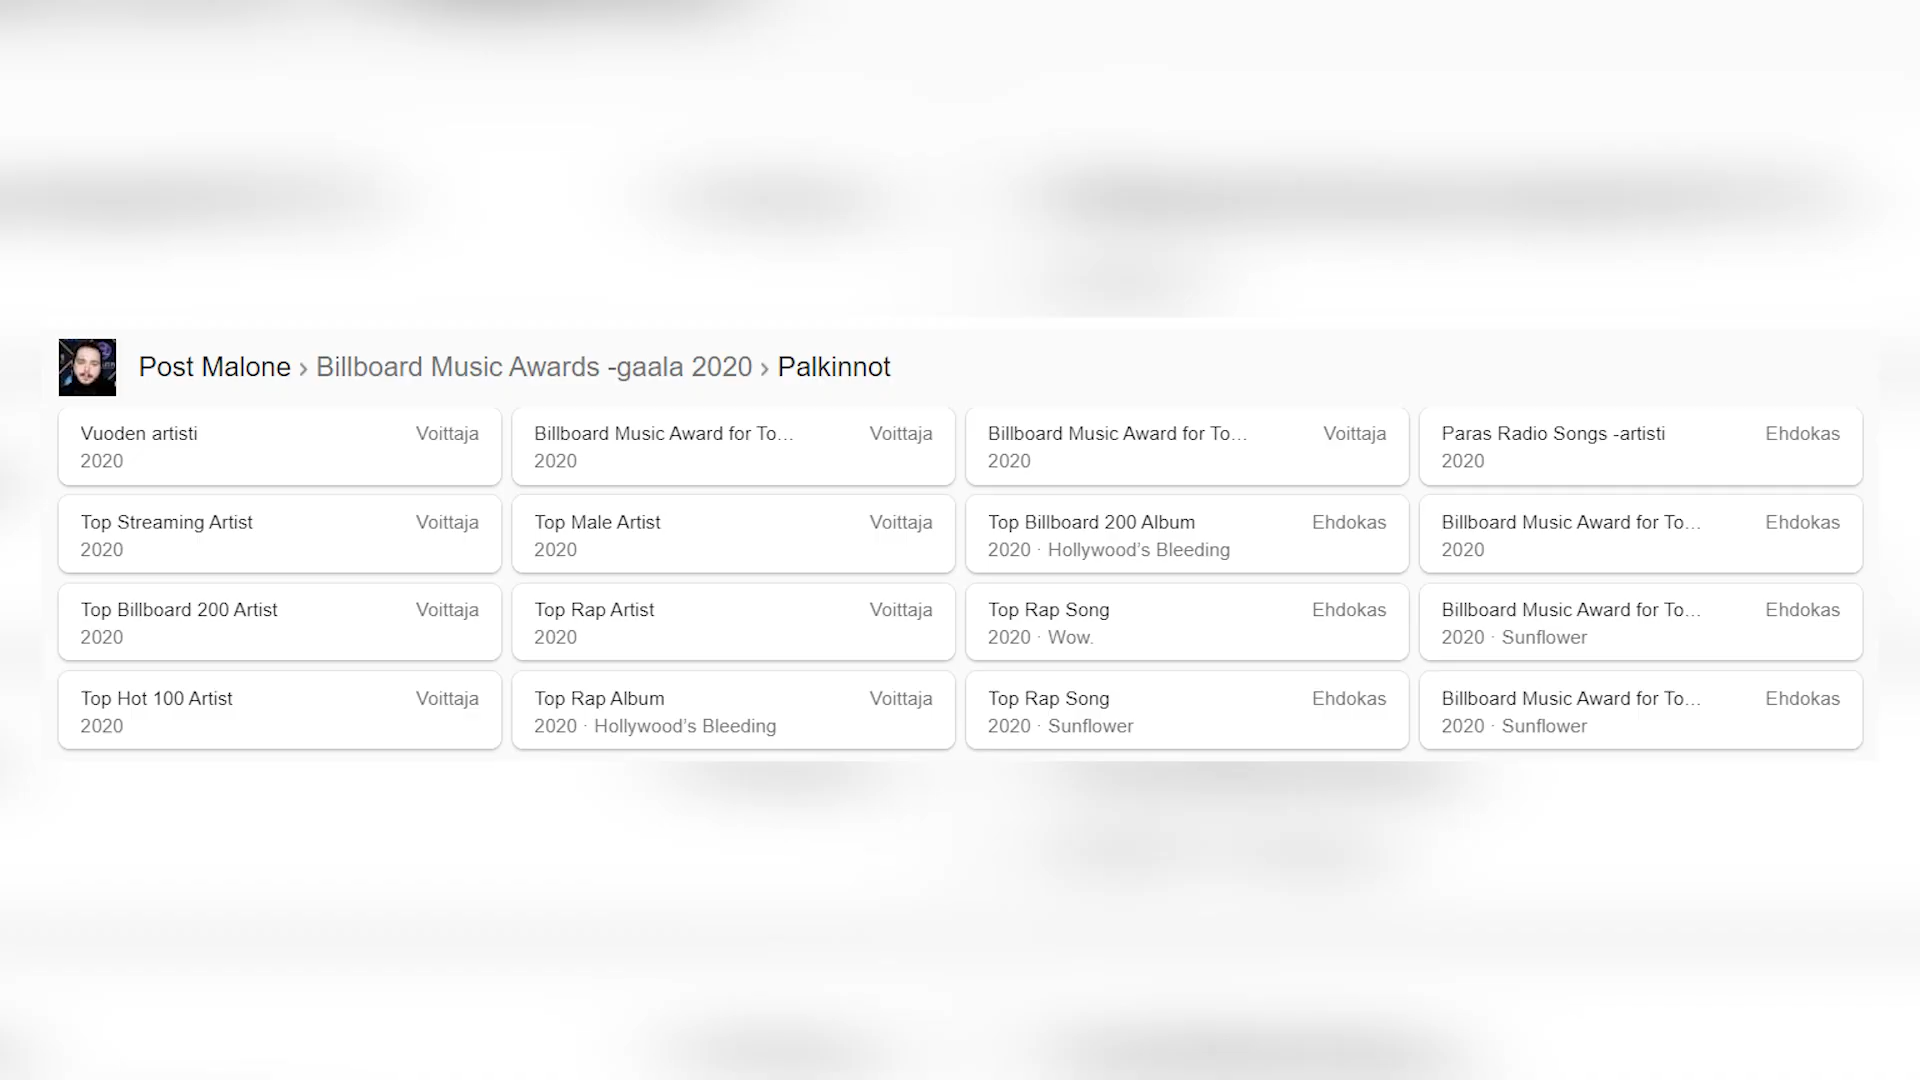 Post Malone › Billboard Music Awards -gaala 2020 › Palkinnot
Vuoden artisti Voittaja
2020
Billboard Music Award for To... Voittaja
2020
Billboard Music Award for To... Voittaja
2020
Paras Radio Songs -artisti Ehdokas
2020
Top Streaming Artist Voittaja
2020
Top Male Artist Voittaja
2020
Top Billboard 200 Album Ehdokas
2020 · Hollywood’s Bleeding
Billboard Music Award for To... Ehdokas
2020
Top Billboard 200 Artist Voittaja
2020
Top Rap Artist Voittaja
2020
Top Rap Song Ehdokas
2020 · Wow.
Billboard Music Award for To... Ehdokas
2020 · Sunflower
Top Hot 100 Artist Voittaja
2020
Top Rap Album Voittaja
2020 · Hollywood’s Bleeding
Top Rap Song Ehdokas
2020 · Sunflower
Billboard Music Award for To... Ehdokas
2020 · Sunflower